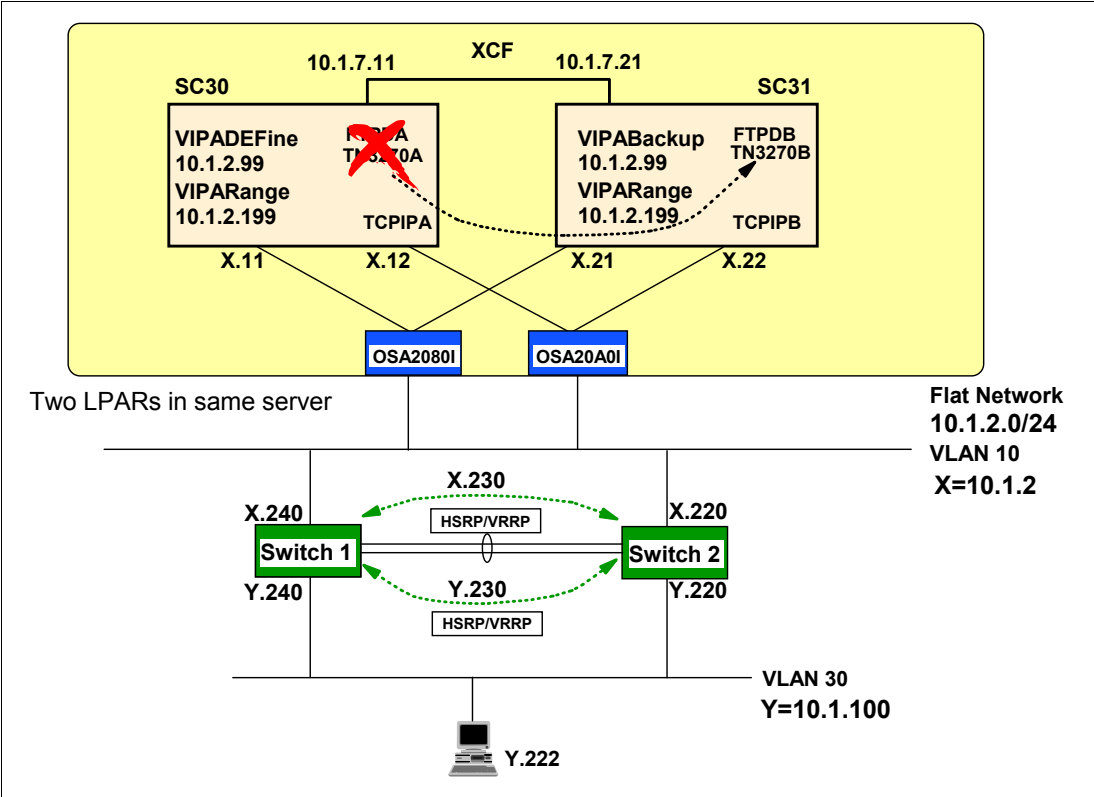 XCF
10.1.7.11
10.1.7.21
SC30
SC31
VIPADEFine
10.1.2.99
VIPARange
10.1.2.199
TN3270A
TCPIPA
VIPABackup
10.1.2.99
VIPARange
10.1.2.199
FTPDB
TN3270B
TCPIPB
X.11
X.12
X.21
X.22
OSA2080I
OSA20A0I
Two LPARs in same server
Flat Network
10.1.2.0/24
VLAN 10
X=10.1.2
X.230
X.240
X.220
HSRP/VRRP
Switch 1
Switch 2
Y.240
Y.230
Y.220
HSRP/VRRP
VLAN 30
Y=10.1.100
Y.222